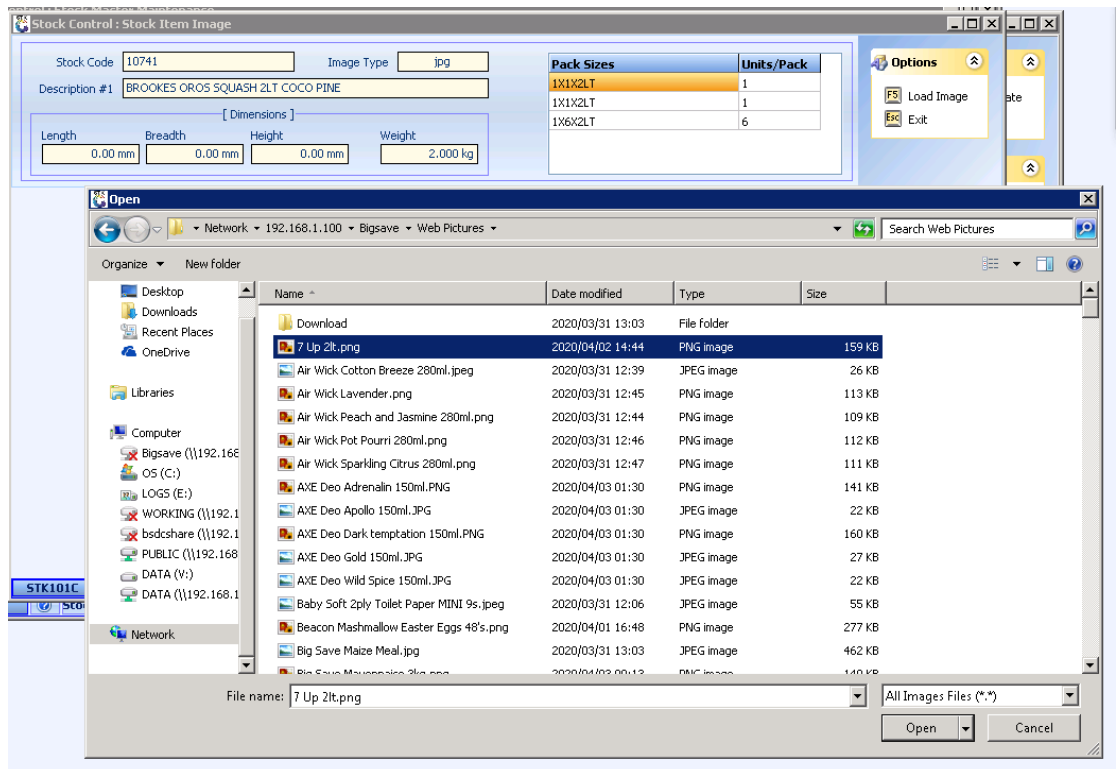 Stock Control : Stock Item Image
Stock Code 10741 Image Type jpg
Description #1 BROOKES OROS SQUASH 2LT COCO PINE
[ Dimensions ]
Length Breadth Height Weight
0.00 mm 0.00 mm 0.00 mm 2.000 kg
Pack Sizes Units/Pack
1X1X2LT 1
1X1X2LT 1
1X6X2LT 6
Options
F5 Load Image
Esc Exit
ate
Open
Network 192.168.1.100 Bigsave Web Pictures
Search Web Pictures
Organize New folder
Desktop
Downloads
Recent Places
OneDrive
Libraries
Computer
Bigsave (\\192.168
OS (C:)
LOGS (E:)
WORKING (\\192.1
bsdcshare (\\192.1
PUBLIC (\\192.168
DATA (V:)
DATA (\\192.168.1
Network
Name Date modified Type Size
Download 2020/03/31 13:03 File folder
7 Up 2lt.png 2020/04/02 14:44 PNG image 159 KB
Air Wick Cotton Breeze 280ml.jpeg 2020/03/31 12:39 JPEG image 26 KB
Air Wick Lavender.png 2020/03/31 12:45 PNG image 113 KB
Air Wick Peach and Jasmine 280ml.png 2020/03/31 12:44 PNG image 109 KB
Air Wick Pot Pourri 280ml.png 2020/03/31 12:46 PNG image 112 KB
Air Wick Sparkling Citrus 280ml.png 2020/03/31 12:47 PNG image 111 KB
AXE Deo Adrenalin 150ml.PNG 2020/04/03 01:30 PNG image 141 KB
AXE Deo Apollo 150ml.JPG 2020/04/03 01:30 JPEG image 22 KB
AXE Deo Dark temptation 150ml.PNG 2020/04/03 01:30 PNG image 160 KB
AXE Deo Gold 150ml.JPG 2020/04/03 01:30 JPEG image 27 KB
AXE Deo Wild Spice 150ml.JPG 2020/04/03 01:30 JPEG image 22 KB
Baby Soft 2ply Toilet Paper MINI 9s.jpeg 2020/03/31 12:06 JPEG image 55 KB
Beacon Mashmallow Easter Eggs 48's.png 2020/04/01 16:48 PNG image 277 KB
Big Save Maize Meal.jpg 2020/03/31 13:03 JPEG image 462 KB
STK101C
Sto
File name: 7 Up 2lt.png All Images Files (*.*)
Open Cancel